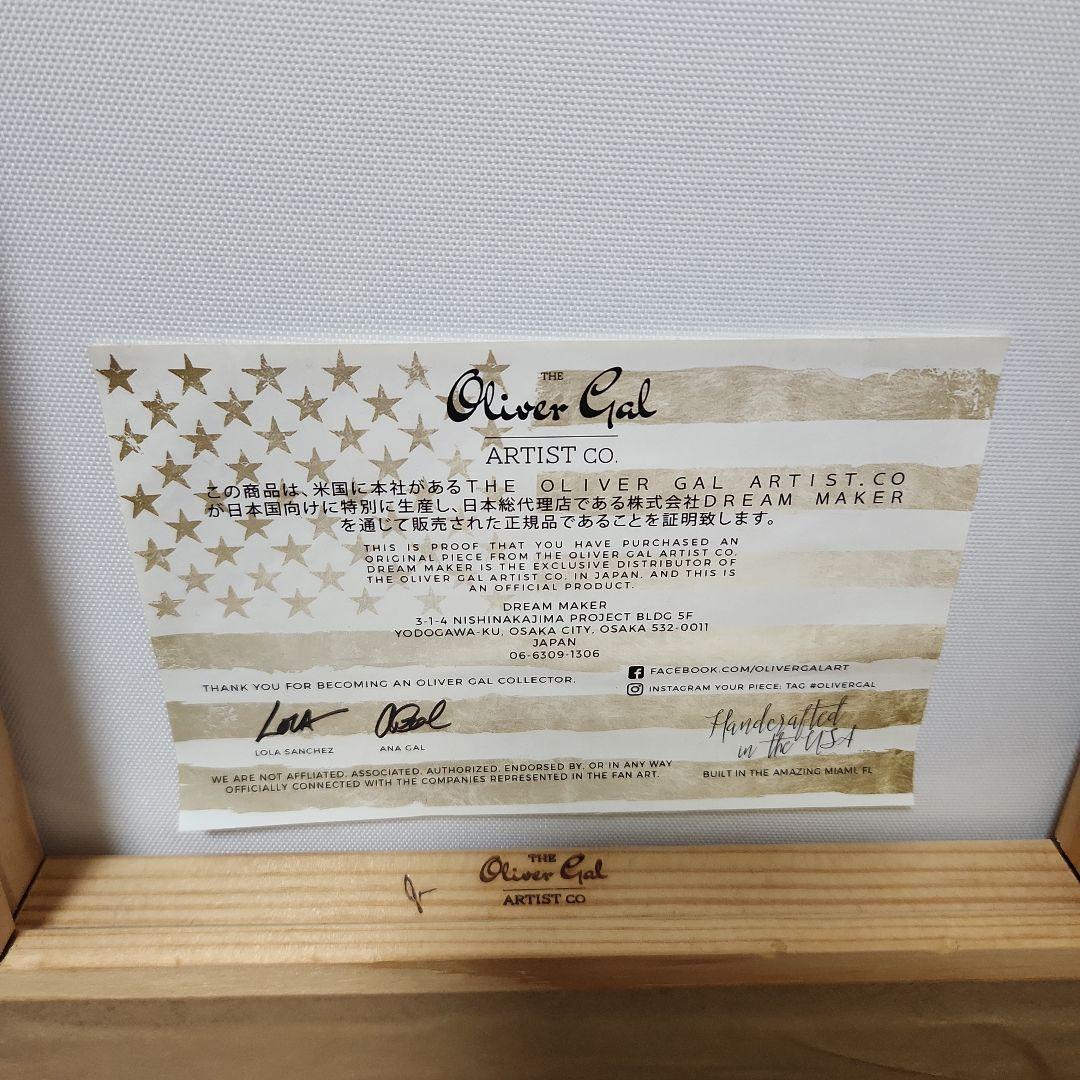 THE
Oliver Gal
ARTIST CO.
この商品は、米国に本社があるTHE OLIVER GAL ARTIST.CO
が日本国向けに特別に生産し、日本総代理店である株式会社DREAM MAKER
を通じて販売された正規品であることを証明致します。
THIS IS PROOF THAT YOU HAVE PURCHASED AN
ORIGINAL PIECE FROM THE OLIVER GAL ARTIST CO.
DREAM MAKER IS THE EXCLUSIVE DISTRIBUTOR OF
THE OLIVER GAL ARTIST CO. IN JAPAN. AND THIS IS
AN OFFICIAL PRODUCT.
DREAM MAKER
3-1-4 NISHINAKAJIMA PROJECT BLDG 5F
YODOGAWA-KU, OSAKA CITY, OSAKA 532-0011
JAPAN
06-6309-1306
FACEBOOK.COM/OLIVERGALART
THANK YOU FOR BECOMING AN OLIVER GAL COLLECTOR.
INSTAGRAM YOUR PIECE: TAG #OLIVERGAL
LOLA
LOLA SANCHEZ
ANA GAL
Handcrafted
in the USA
WE ARE NOT AFFLIATED, ASSOCIATED, AUTHORIZED, ENDORSED BY, OR IN ANY WAY
OFFICIALLY CONNECTED WITH THE COMPANIES REPRESENTED IN THE FAN ART.
BUILT IN THE AMAZING MIAMI, FL
THE
Oliver Gal
ARTIST CO